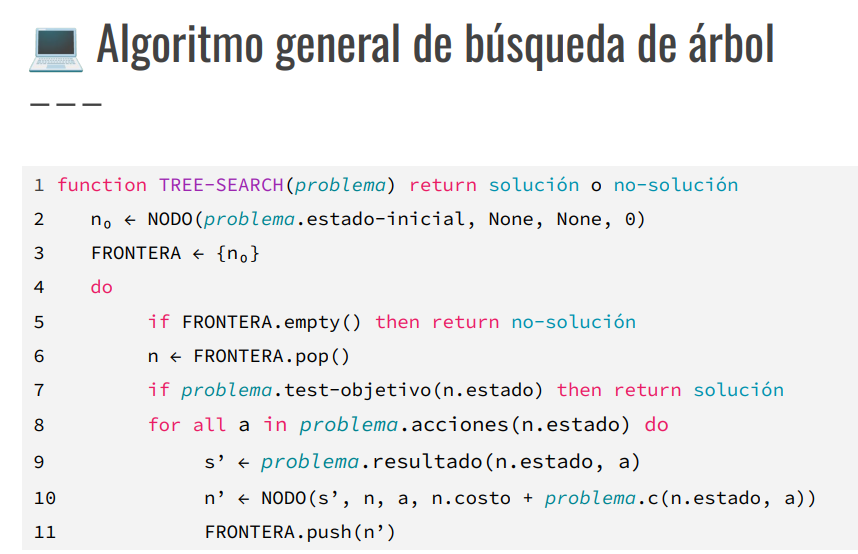 Algoritmo general de búsqueda de árbol
---
1 function TREE-SEARCH(problema) return solución o no-solución
2 n₀ ← NODO(problema.estado-inicial, None, None, 0)
3 FRONTERA ← {n₀}
4 do
5 if FRONTERA.empty() then return no-solución
6 n ← FRONTERA.pop()
7 if problema.test-objetivo(n.estado) then return solución
8 for all a in problema.acciones(n.estado) do
9 s’ ← problema.resultado(n.estado, a)
10 n’ ← NODO(s’, n, a, n.costo + problema.c(n.estado, a))
11 FRONTERA.push(n’)